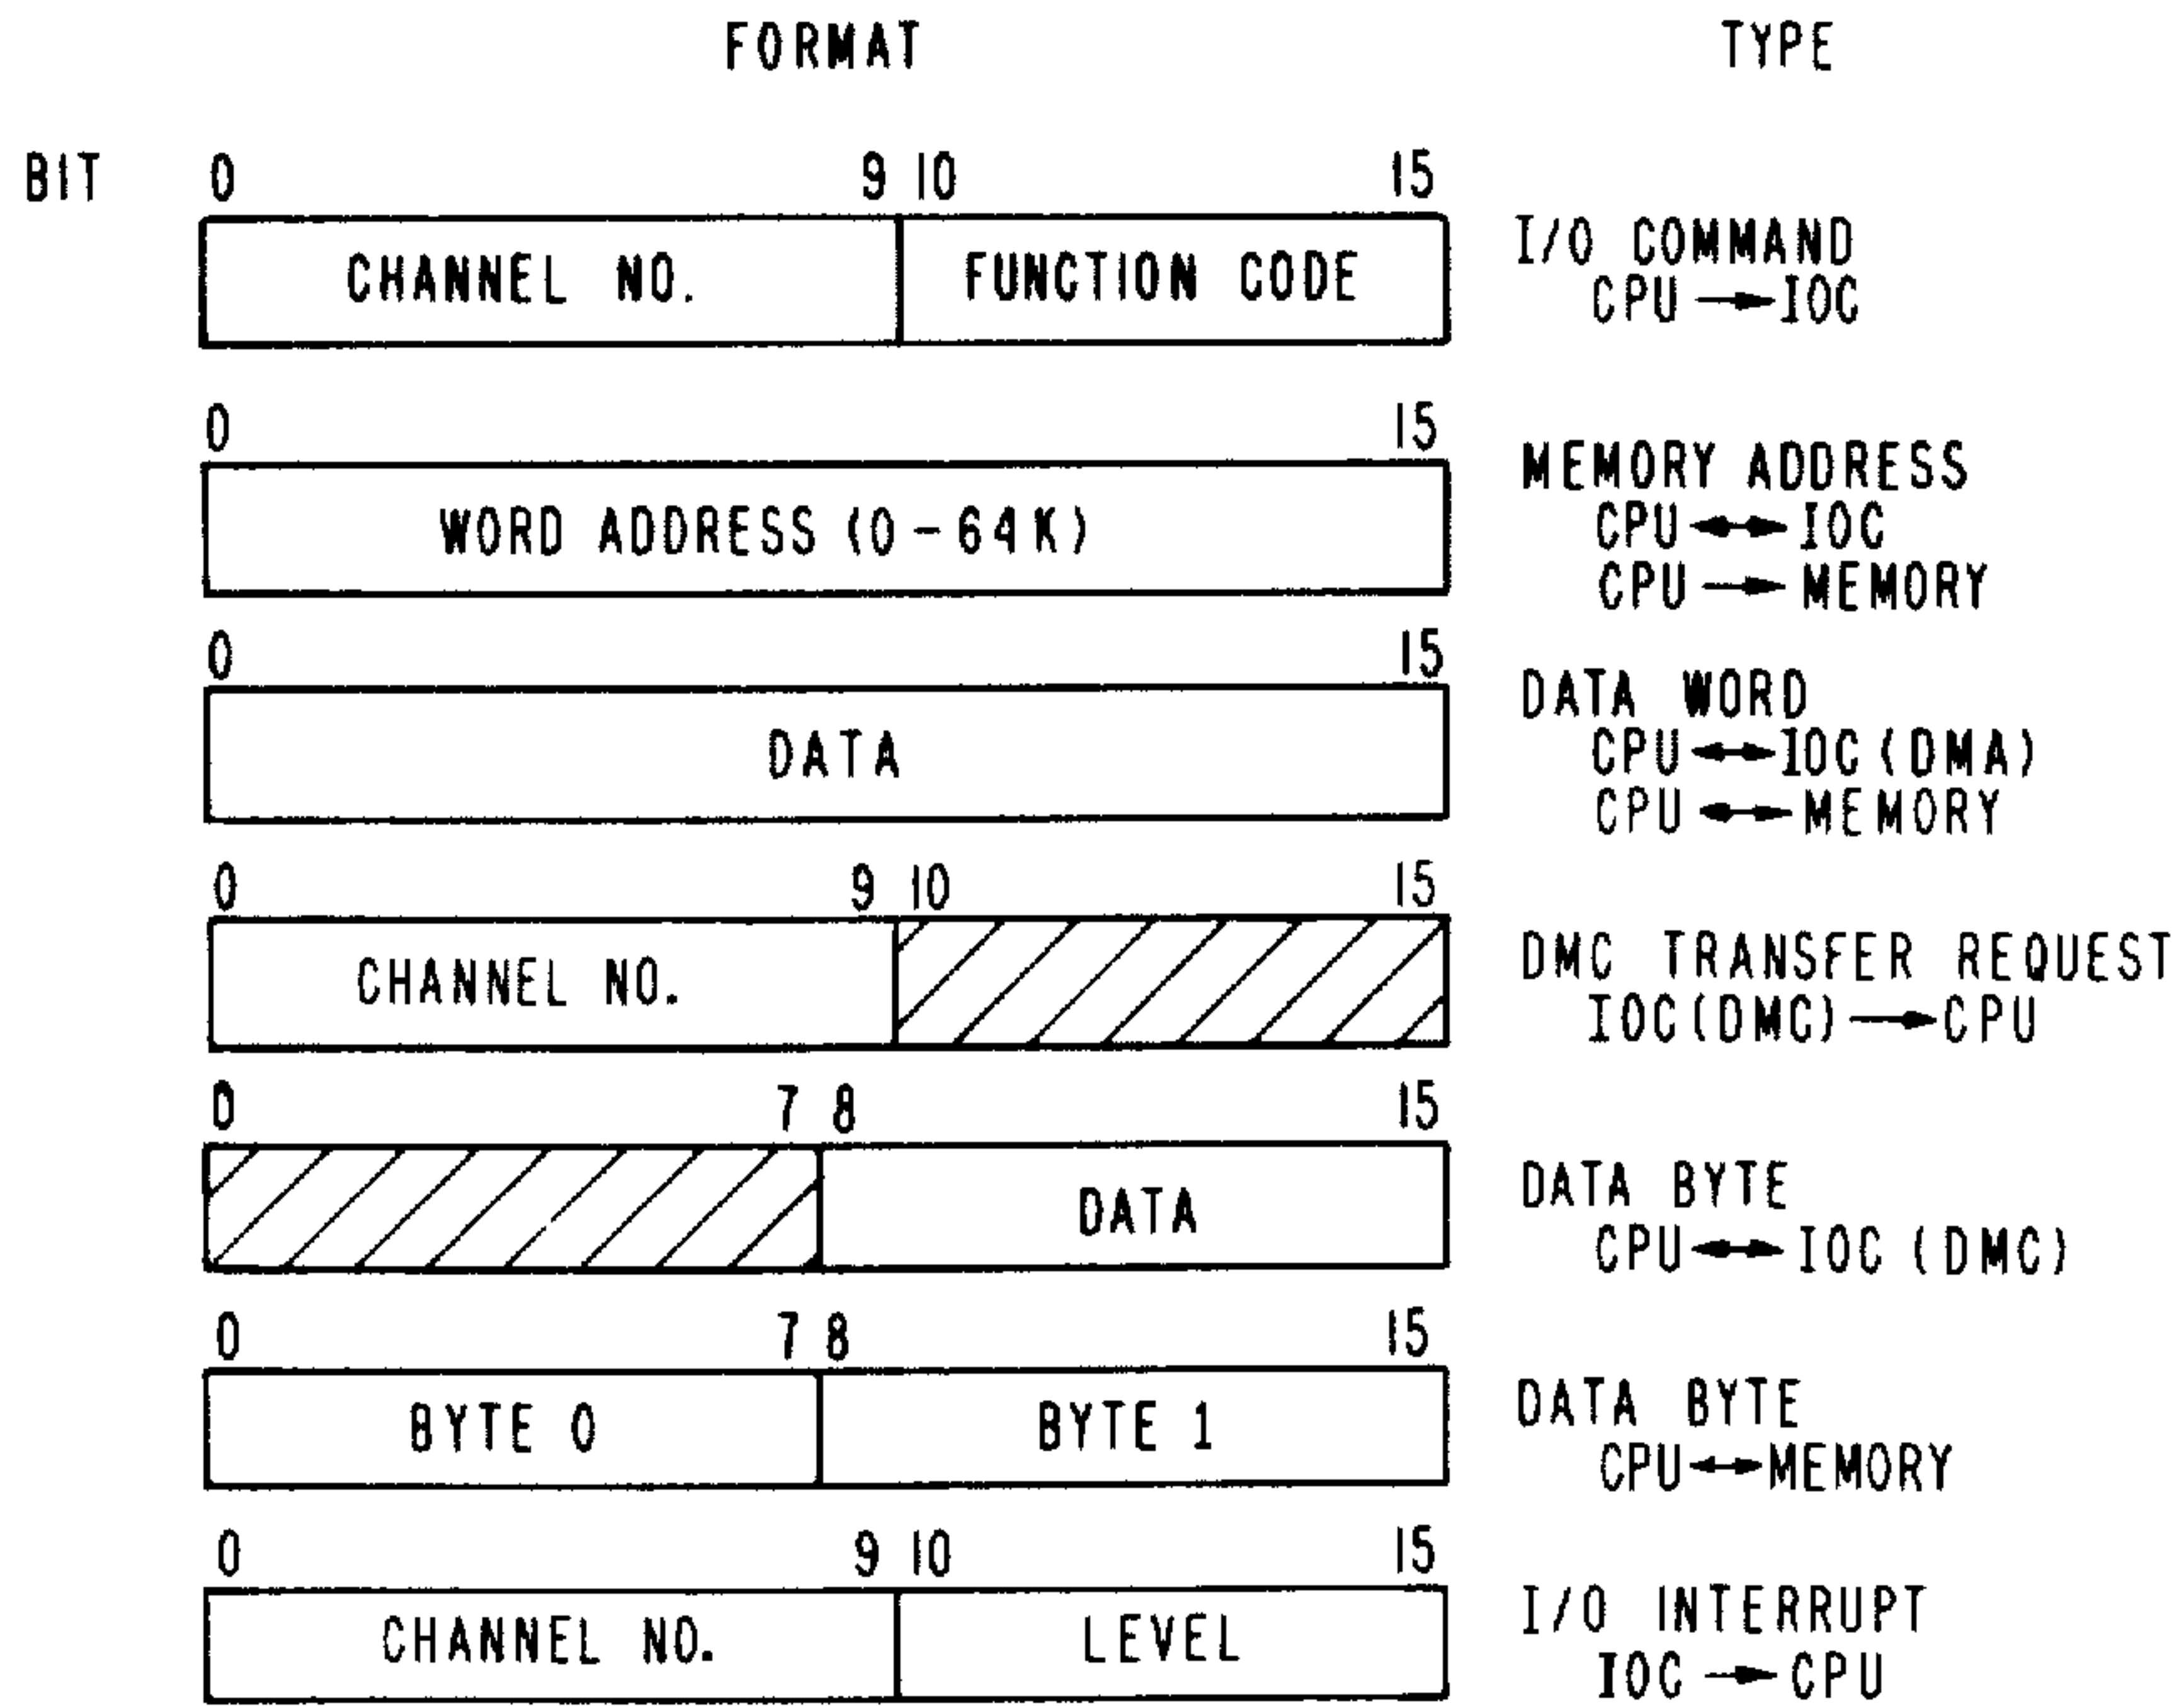 FORMAT TYPE
BIT 0 9 10 15
CHANNEL NO. FUNCTION CODE
I/O COMMAND
CPU → IOC
0 15
WORD ADDRESS (0 - 64K)
MEMORY ADDRESS
CPU ↔ IOC
CPU → MEMORY
0 15
DATA
DATA WORD
CPU ↔ IOC (DMA)
CPU ↔ MEMORY
0 9 10 15
CHANNEL NO.
DMC TRANSFER REQUEST
IOC (DMC) → CPU
0 7 8 15
DATA
DATA BYTE
CPU ↔ IOC (DMC)
0 7 8 15
BYTE 0 BYTE 1
DATA BYTE
CPU ↔ MEMORY
0 9 10 15
CHANNEL NO. LEVEL
I/O INTERRUPT
IOC → CPU